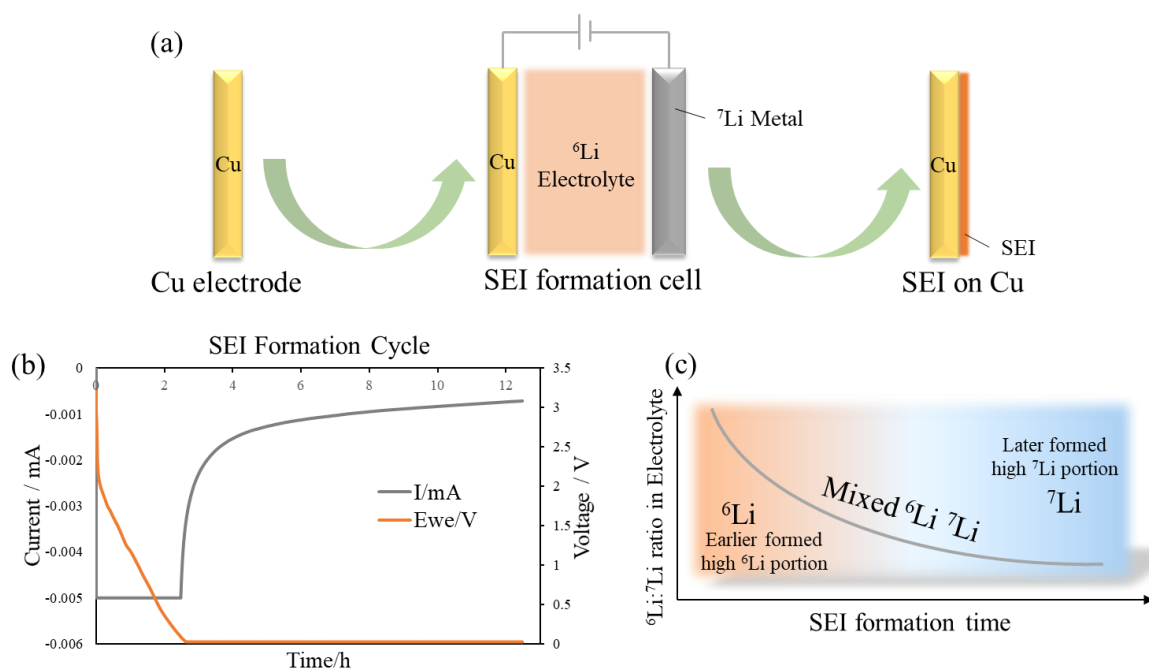 (a)
Cu
Cu
⁶Li
Electrolyte
⁷Li Metal
Cu
SEI
Cu electrode
SEI formation cell
SEI on Cu
(b)
SEI Formation Cycle
0
-0.001
-0.002
-0.003
-0.004
-0.005
-0.006
Current / mA
0 2 4 6 8 10 12
3.5
3
2.5
2
1.5
1
0.5
0
Voltage / V
I/mA
Ewe/V
Time/h
(c)
⁶Li:⁷Li ratio in Electrolyte
⁶Li
Earlier formed
high ⁶Li portion
Mixed ⁶Li ⁷Li
Later formed
high ⁷Li portion
⁷Li
SEI formation time